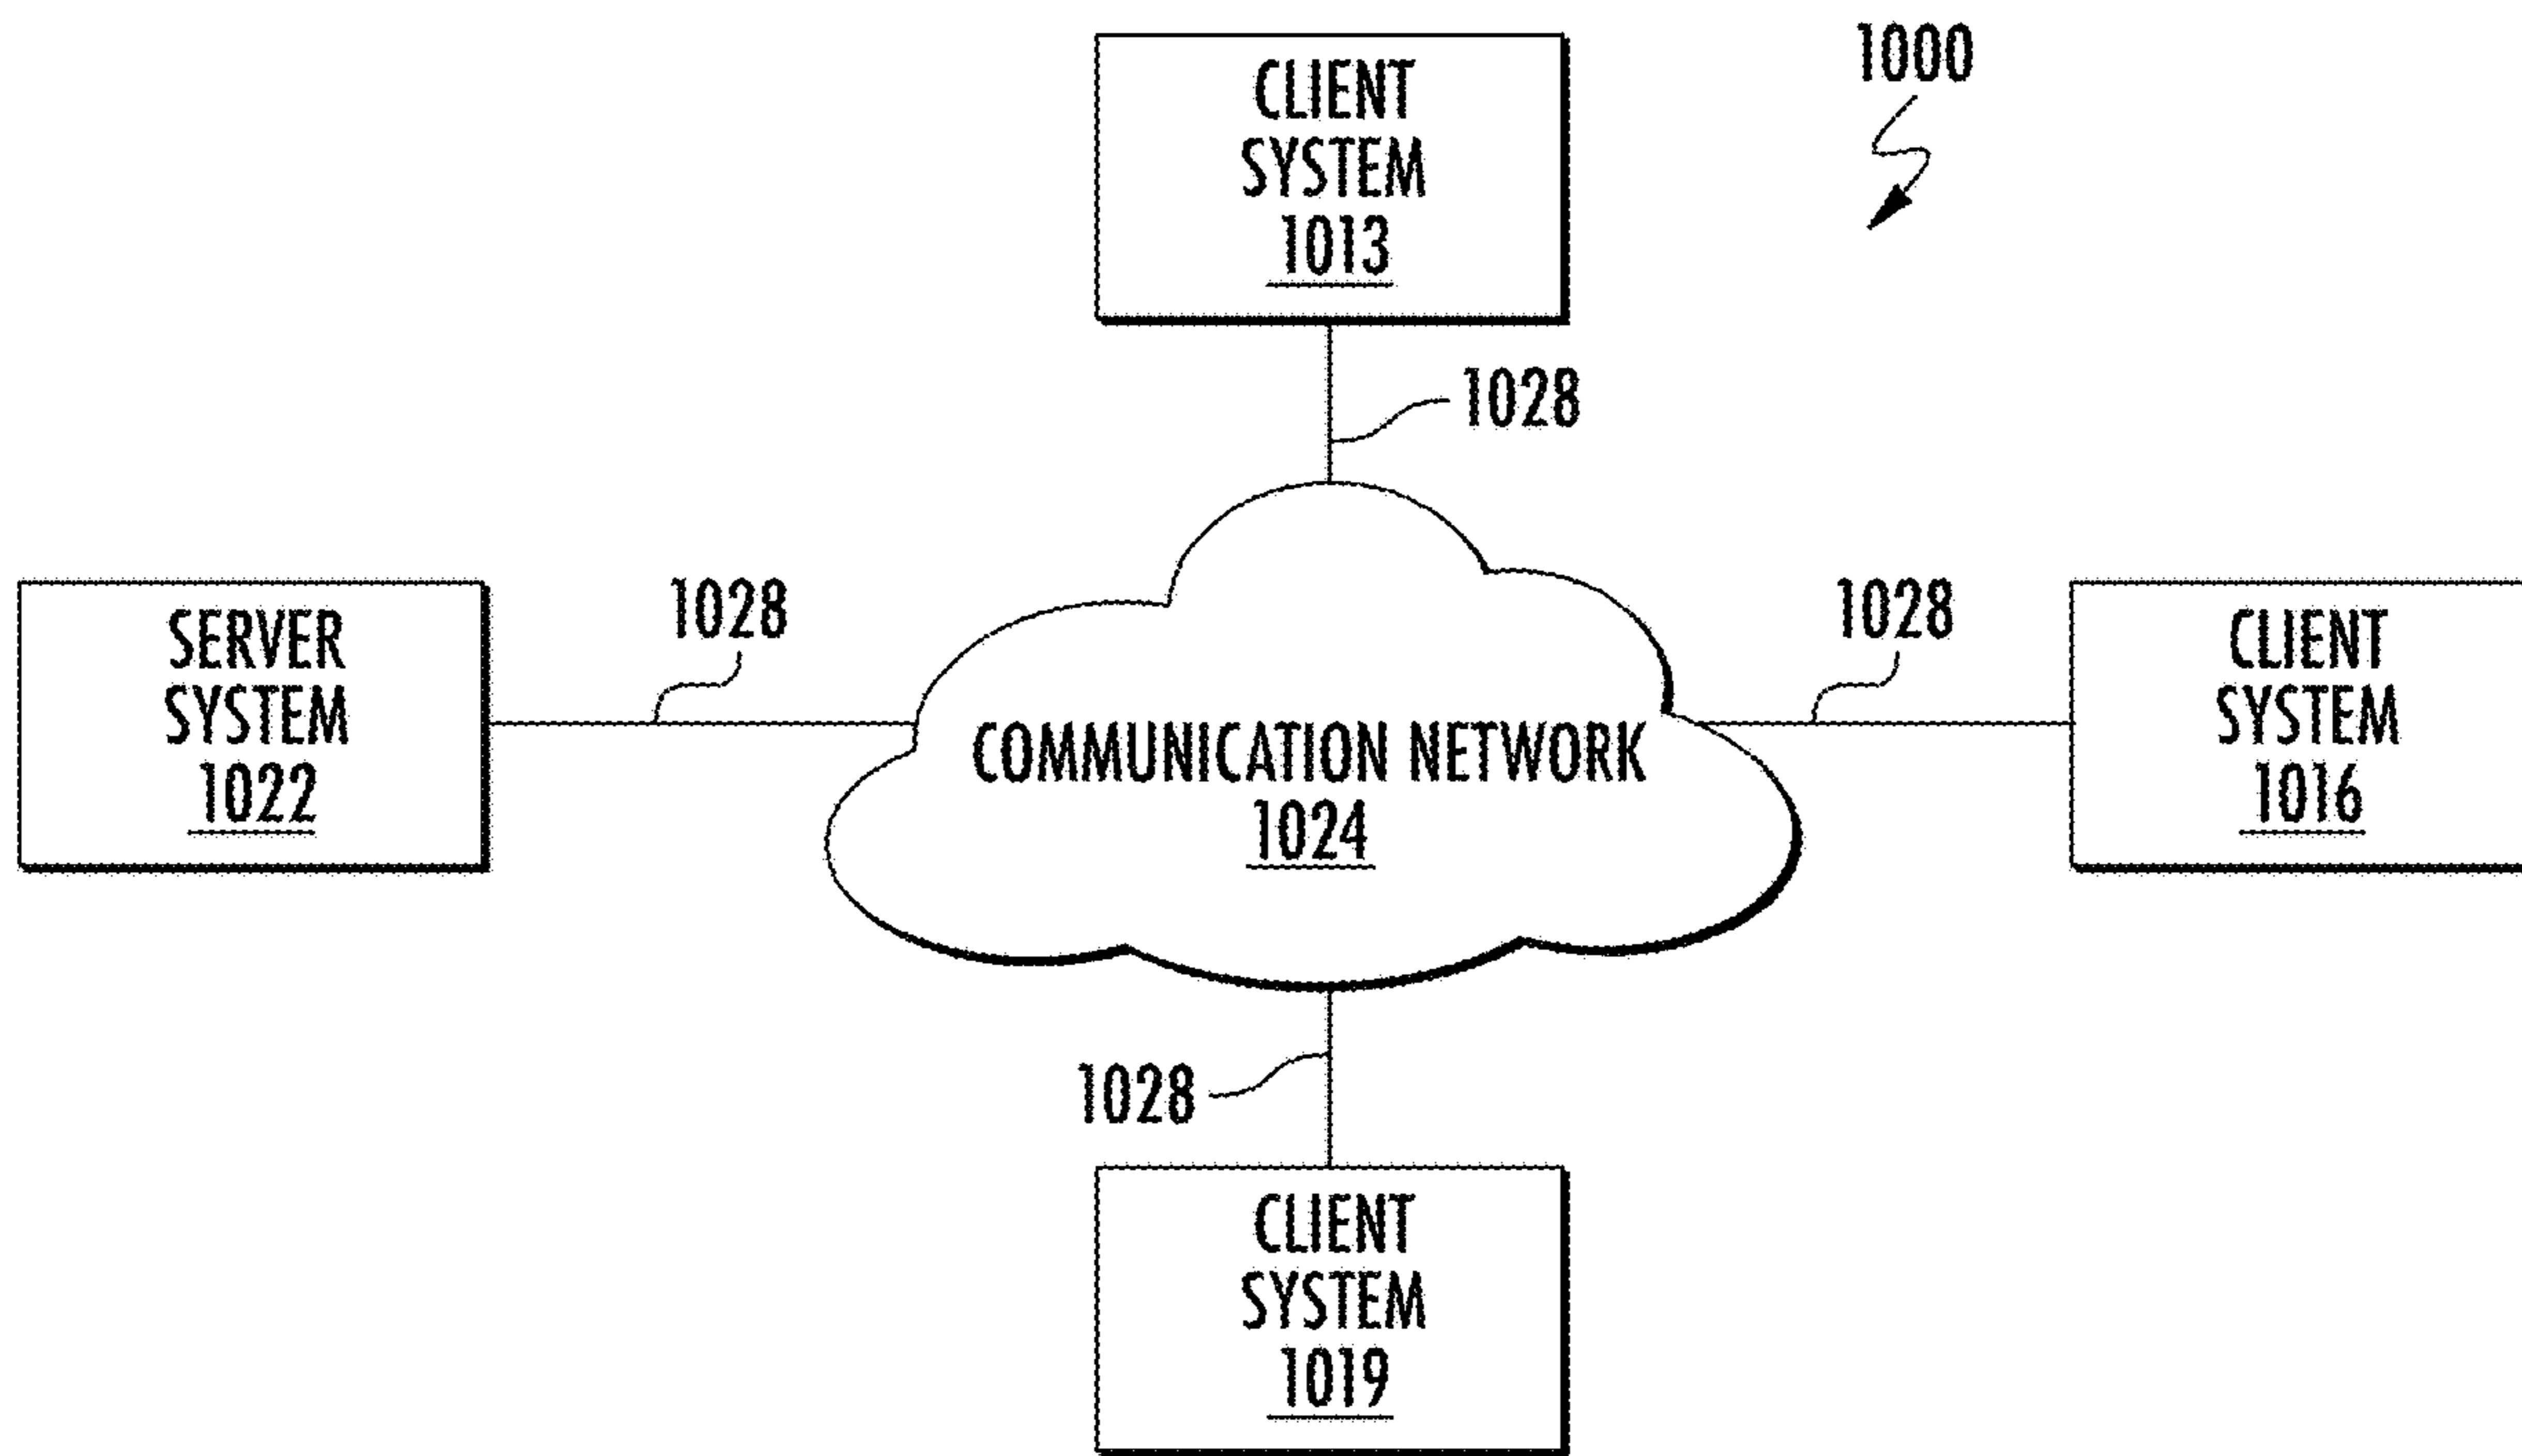 CLIENT
SYSTEM
1013
1000
1028
SERVER
SYSTEM
1022
1028
COMMUNICATION NETWORK
1024
1028
CLIENT
SYSTEM
1016
1028
CLIENT
SYSTEM
1019